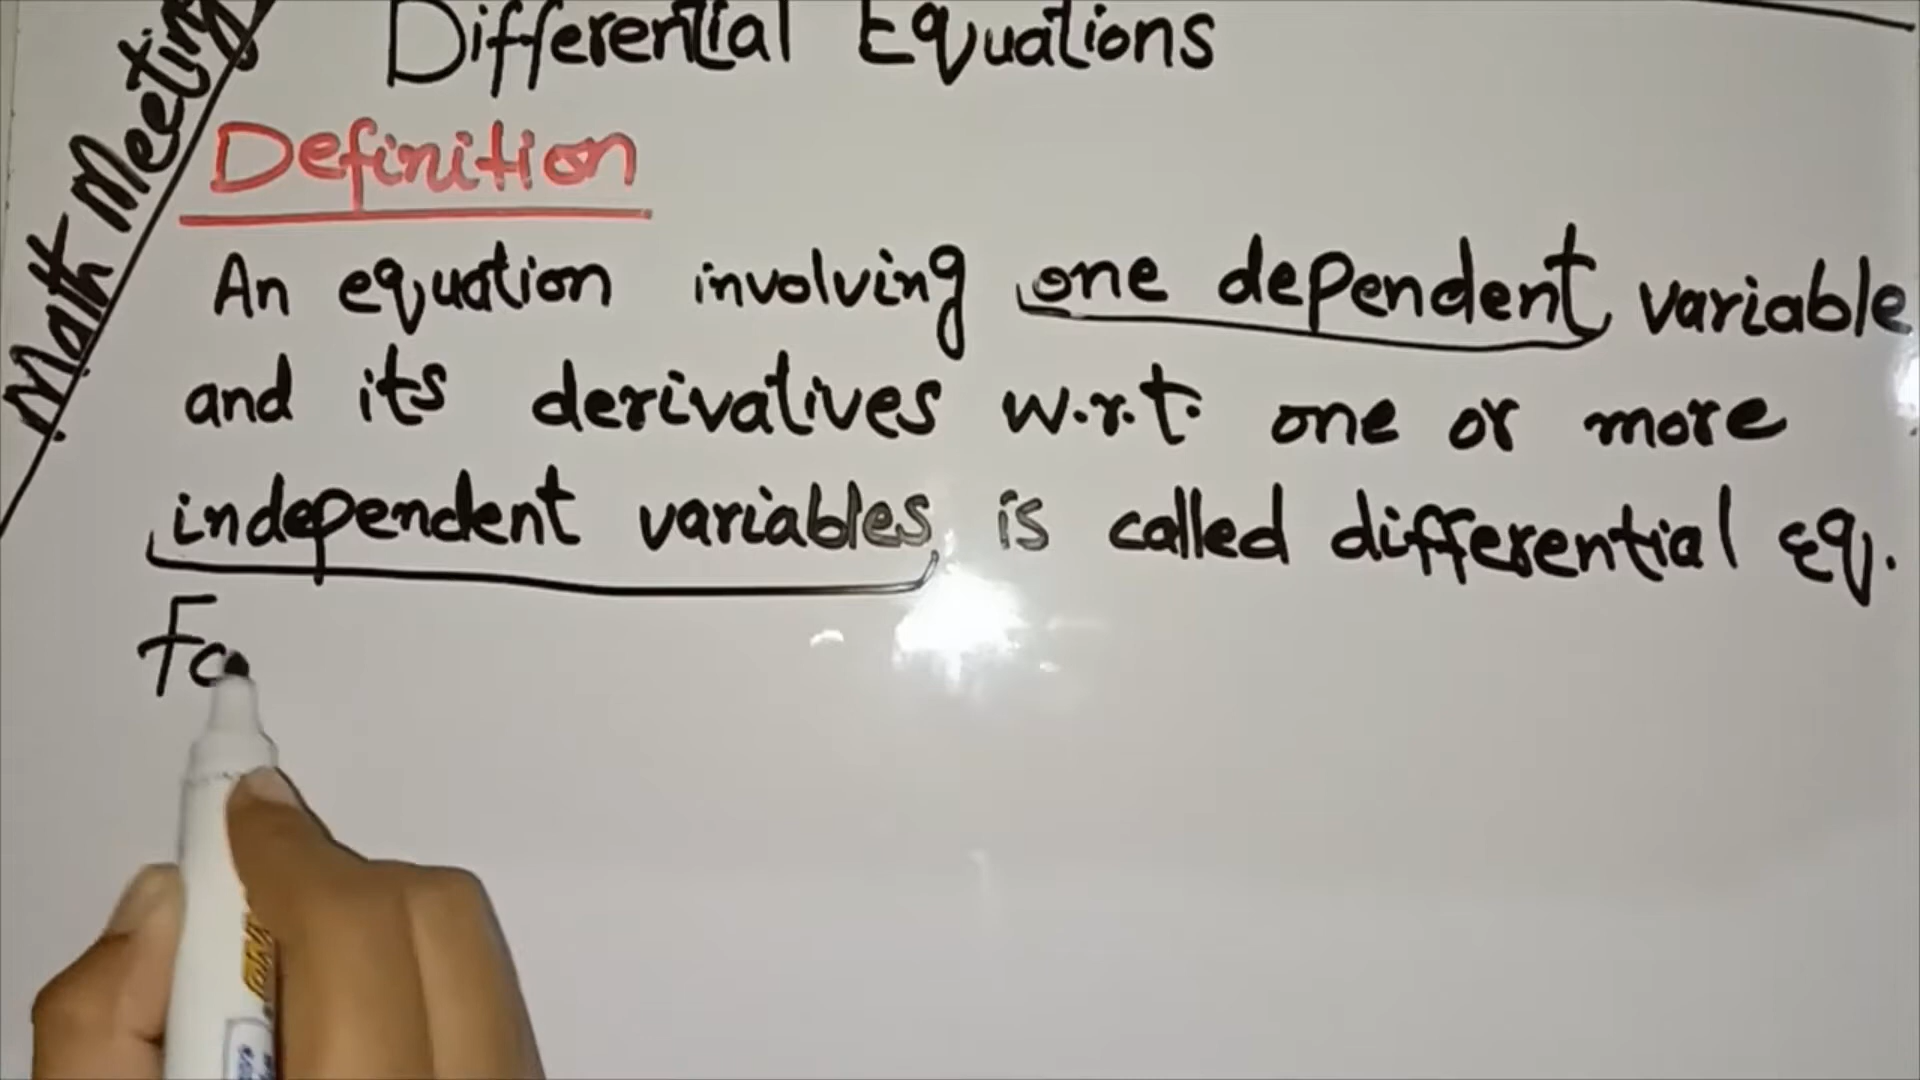 Differential Equations
Math Meeting
Definition
An equation involving one dependent variable
and its derivatives w.r.t. one or more
independent variables is called differential Eq.
Fo